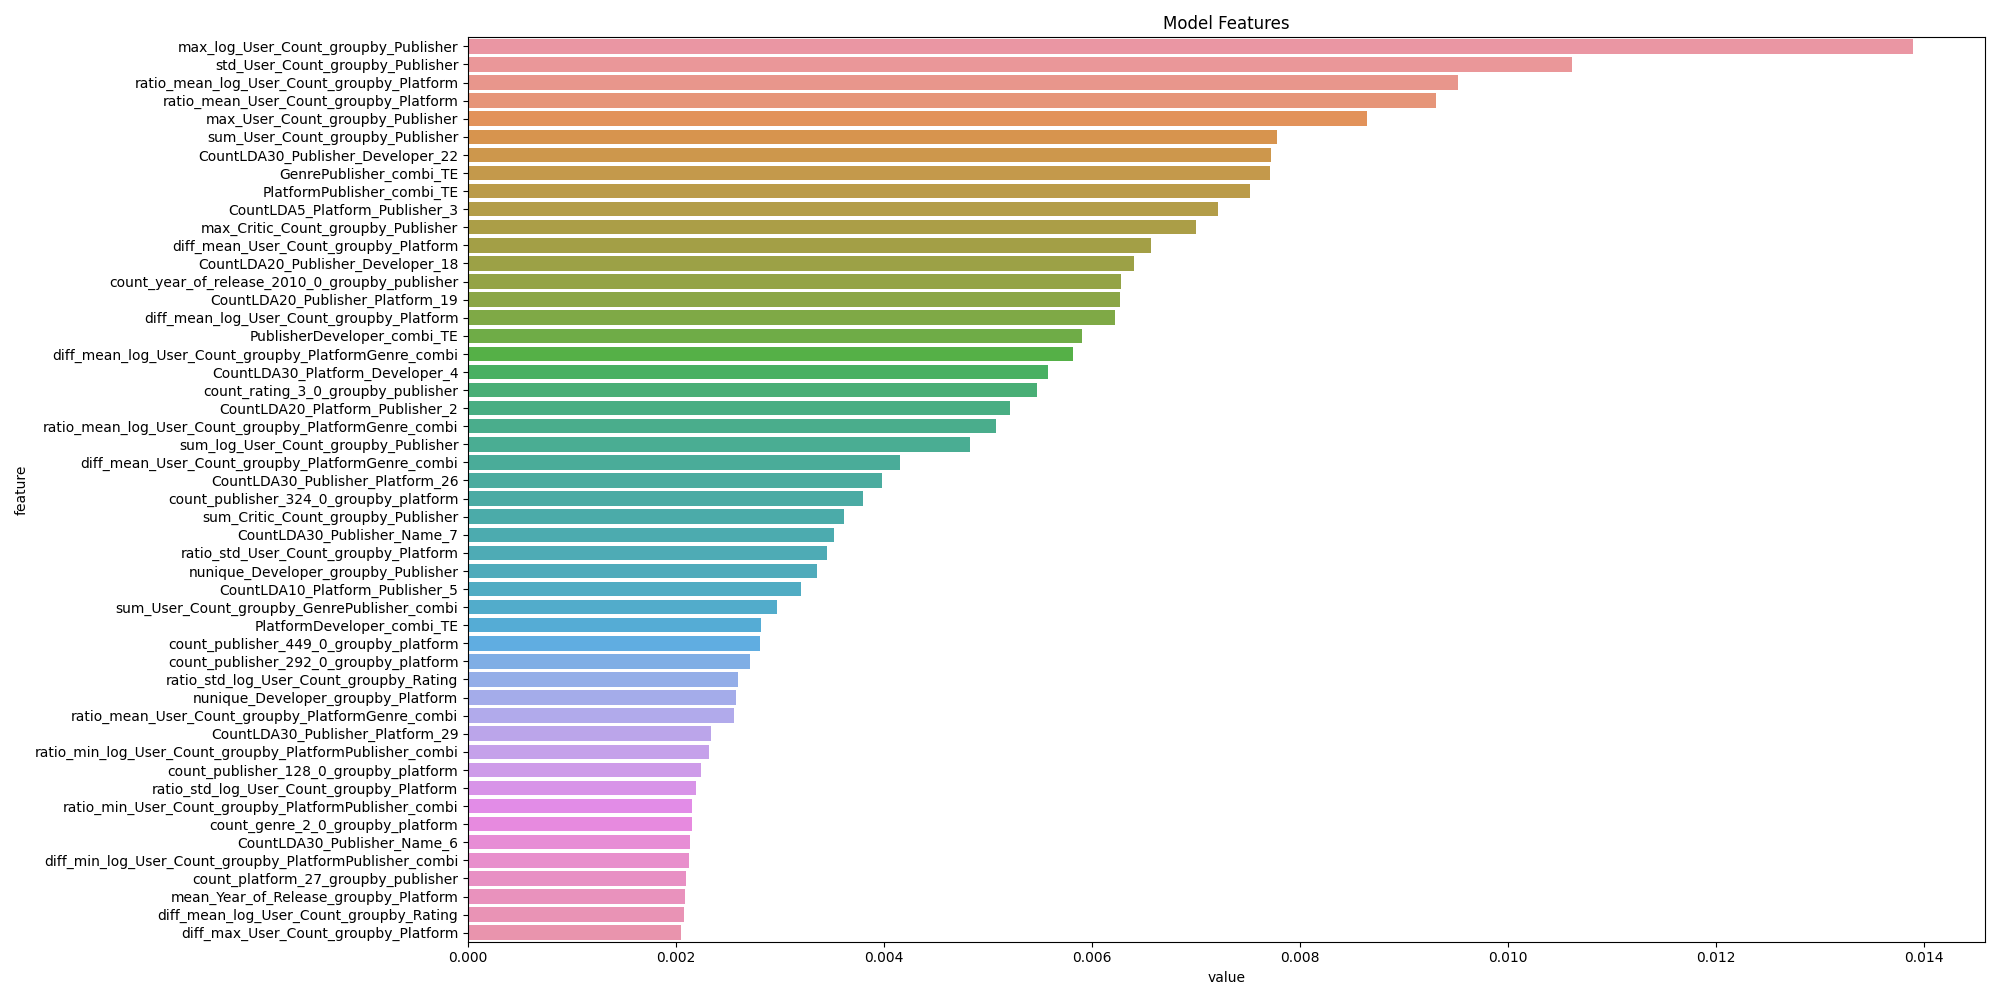 Model Features
max_log_User_Count_groupby_Publisher
std_User_Count_groupby_Publisher
ratio_mean_log_User_Count_groupby_Platform
ratio_mean_User_Count_groupby_Platform
max_User_Count_groupby_Publisher
sum_User_Count_groupby_Publisher
CountLDA30_Publisher_Developer_22
GenrePublisher_combi_TE
PlatformPublisher_combi_TE
CountLDA5_Platform_Publisher_3
max_Critic_Count_groupby_Publisher
diff_mean_User_Count_groupby_Platform
CountLDA20_Publisher_Developer_18
count_year_of_release_2010_0_groupby_publisher
CountLDA20_Publisher_Platform_19
diff_mean_log_User_Count_groupby_Platform
PublisherDeveloper_combi_TE
diff_mean_log_User_Count_groupby_PlatformGenre_combi
CountLDA30_Platform_Developer_4
count_rating_3_0_groupby_publisher
CountLDA20_Platform_Publisher_2
ratio_mean_log_User_Count_groupby_PlatformGenre_combi
sum_log_User_Count_groupby_Publisher
diff_mean_User_Count_groupby_PlatformGenre_combi
CountLDA30_Publisher_Platform_26
count_publisher_324_0_groupby_platform
sum_Critic_Count_groupby_Publisher
CountLDA30_Publisher_Name_7
ratio_std_User_Count_groupby_Platform
nunique_Developer_groupby_Publisher
CountLDA10_Platform_Publisher_5
sum_User_Count_groupby_GenrePublisher_combi
PlatformDeveloper_combi_TE
count_publisher_449_0_groupby_platform
count_publisher_292_0_groupby_platform
ratio_std_log_User_Count_groupby_Rating
nunique_Developer_groupby_Platform
ratio_mean_User_Count_groupby_PlatformGenre_combi
CountLDA30_Publisher_Platform_29
ratio_min_log_User_Count_groupby_PlatformPublisher_combi
count_publisher_128_0_groupby_platform
ratio_std_log_User_Count_groupby_Platform
ratio_min_User_Count_groupby_PlatformPublisher_combi
count_genre_2_0_groupby_platform
CountLDA30_Publisher_Name_6
diff_min_log_User_Count_groupby_PlatformPublisher_combi
count_platform_27_groupby_publisher
mean_Year_of_Release_groupby_Platform
diff_mean_log_User_Count_groupby_Rating
diff_max_User_Count_groupby_Platform
feature
0.000 0.002 0.004 0.006 0.008 0.010 0.012 0.014
value